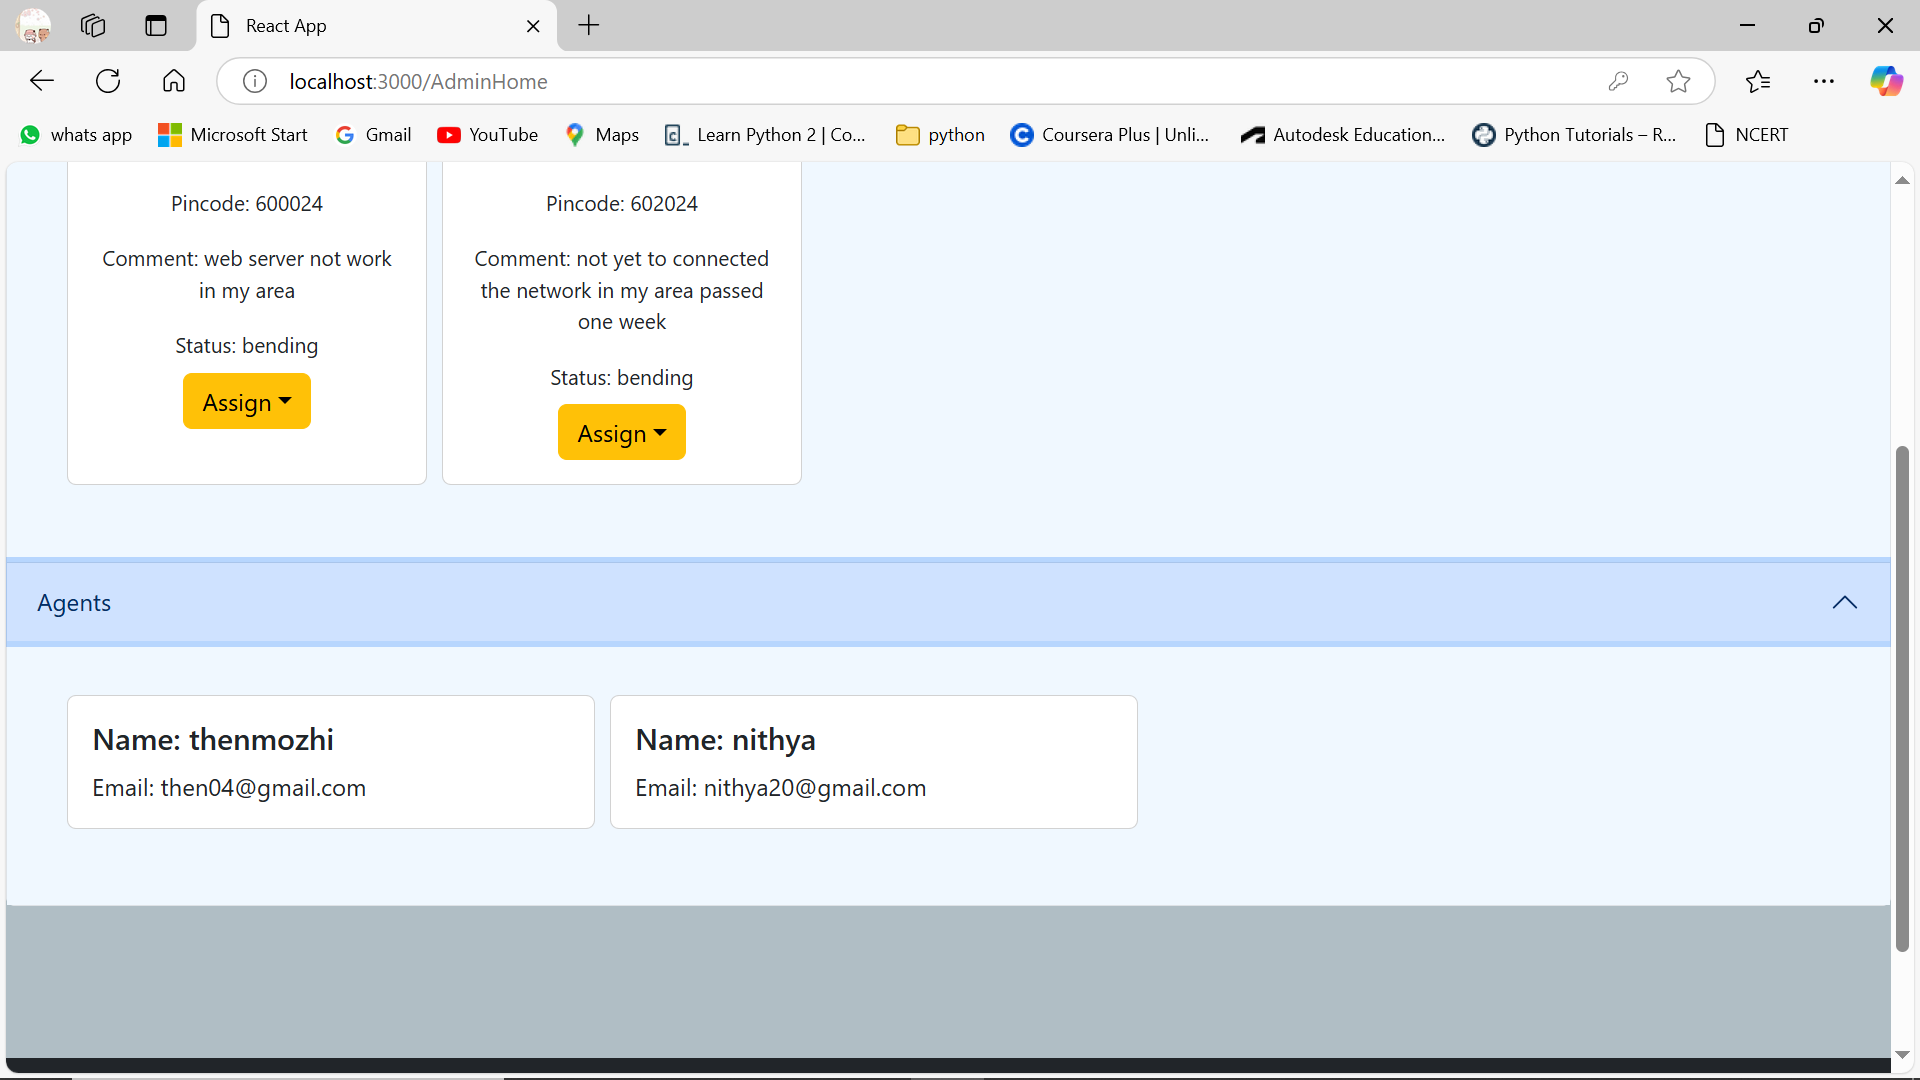 React App
localhost:3000/AdminHome
whats app
Microsoft Start
Gmail
YouTube
Maps
Learn Python 2 | Co...
python
Coursera Plus | Unli...
Autodesk Education...
Python Tutorials – R...
NCERT
Pincode: 600024
Comment: web server not work
in my area
Status: bending
Assign
Pincode: 602024
Comment: not yet to connected
the network in my area passed
one week
Status: bending
Assign
Agents
Name: thenmozhi
Email: then04@gmail.com
Name: nithya
Email: nithya20@gmail.com